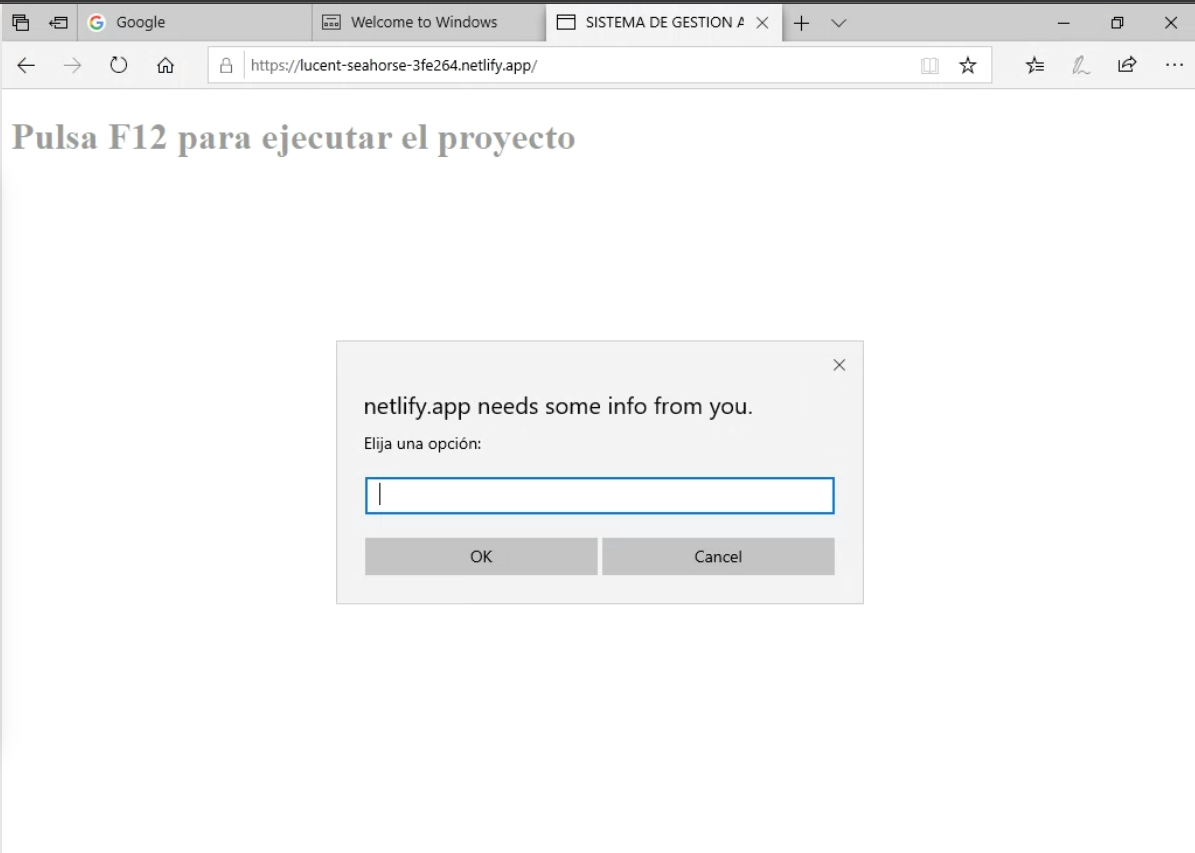 Google
Welcome to Windows
SISTEMA DE GESTION A
https://lucent-seahorse-3fe264.netlify.app/
Pulsa F12 para ejecutar el proyecto
netlify.app needs some info from you.
Elija una opción:
OK Cancel